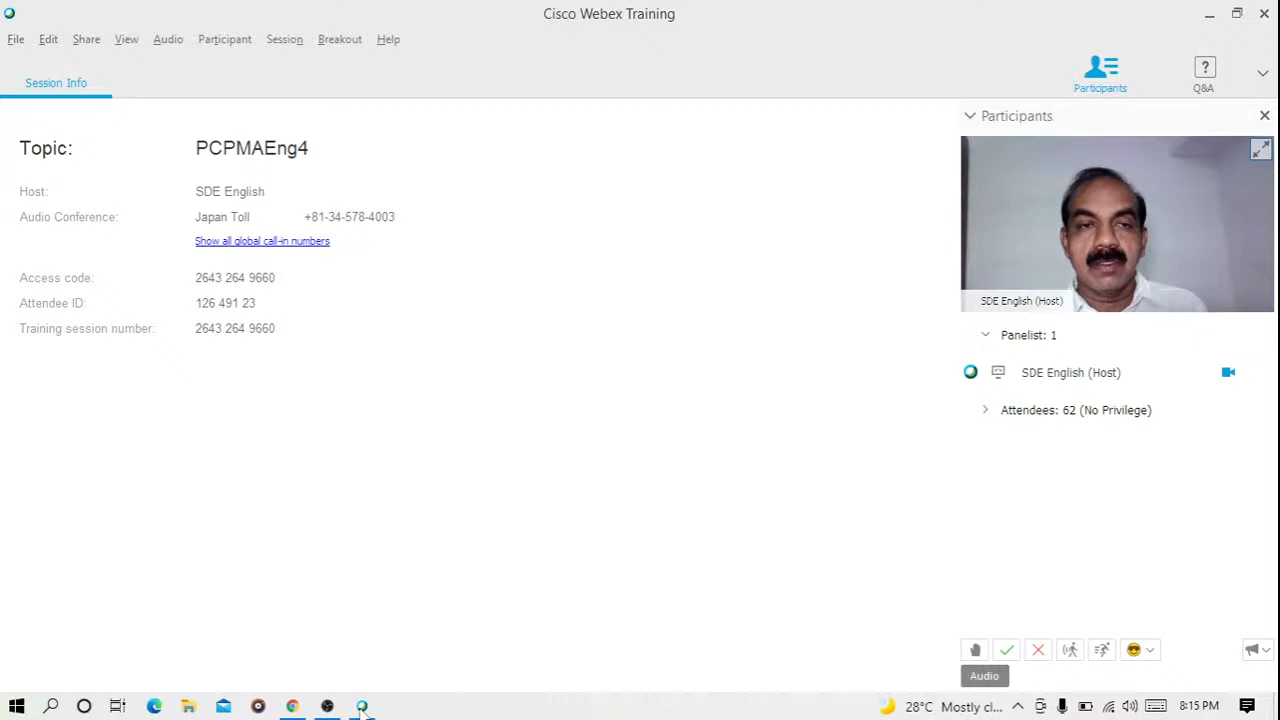 Cisco Webex Training
File Edit Share View Audio Participant Session Breakout Help
Session Info
Participants
Q&A
Participants
Topic: PCPMAEng4
Host: SDE English
Audio Conference: Japan Toll +81-34-578-4003
Show all global call-in numbers
Access code: 2643 264 9660
Attendee ID: 126 491 23
Training session number: 2643 264 9660
SDE English (Host)
Panelist: 1
SDE English (Host)
Attendees: 62 (No Privilege)
Audio
28°C Mostly cl... 8:15 PM